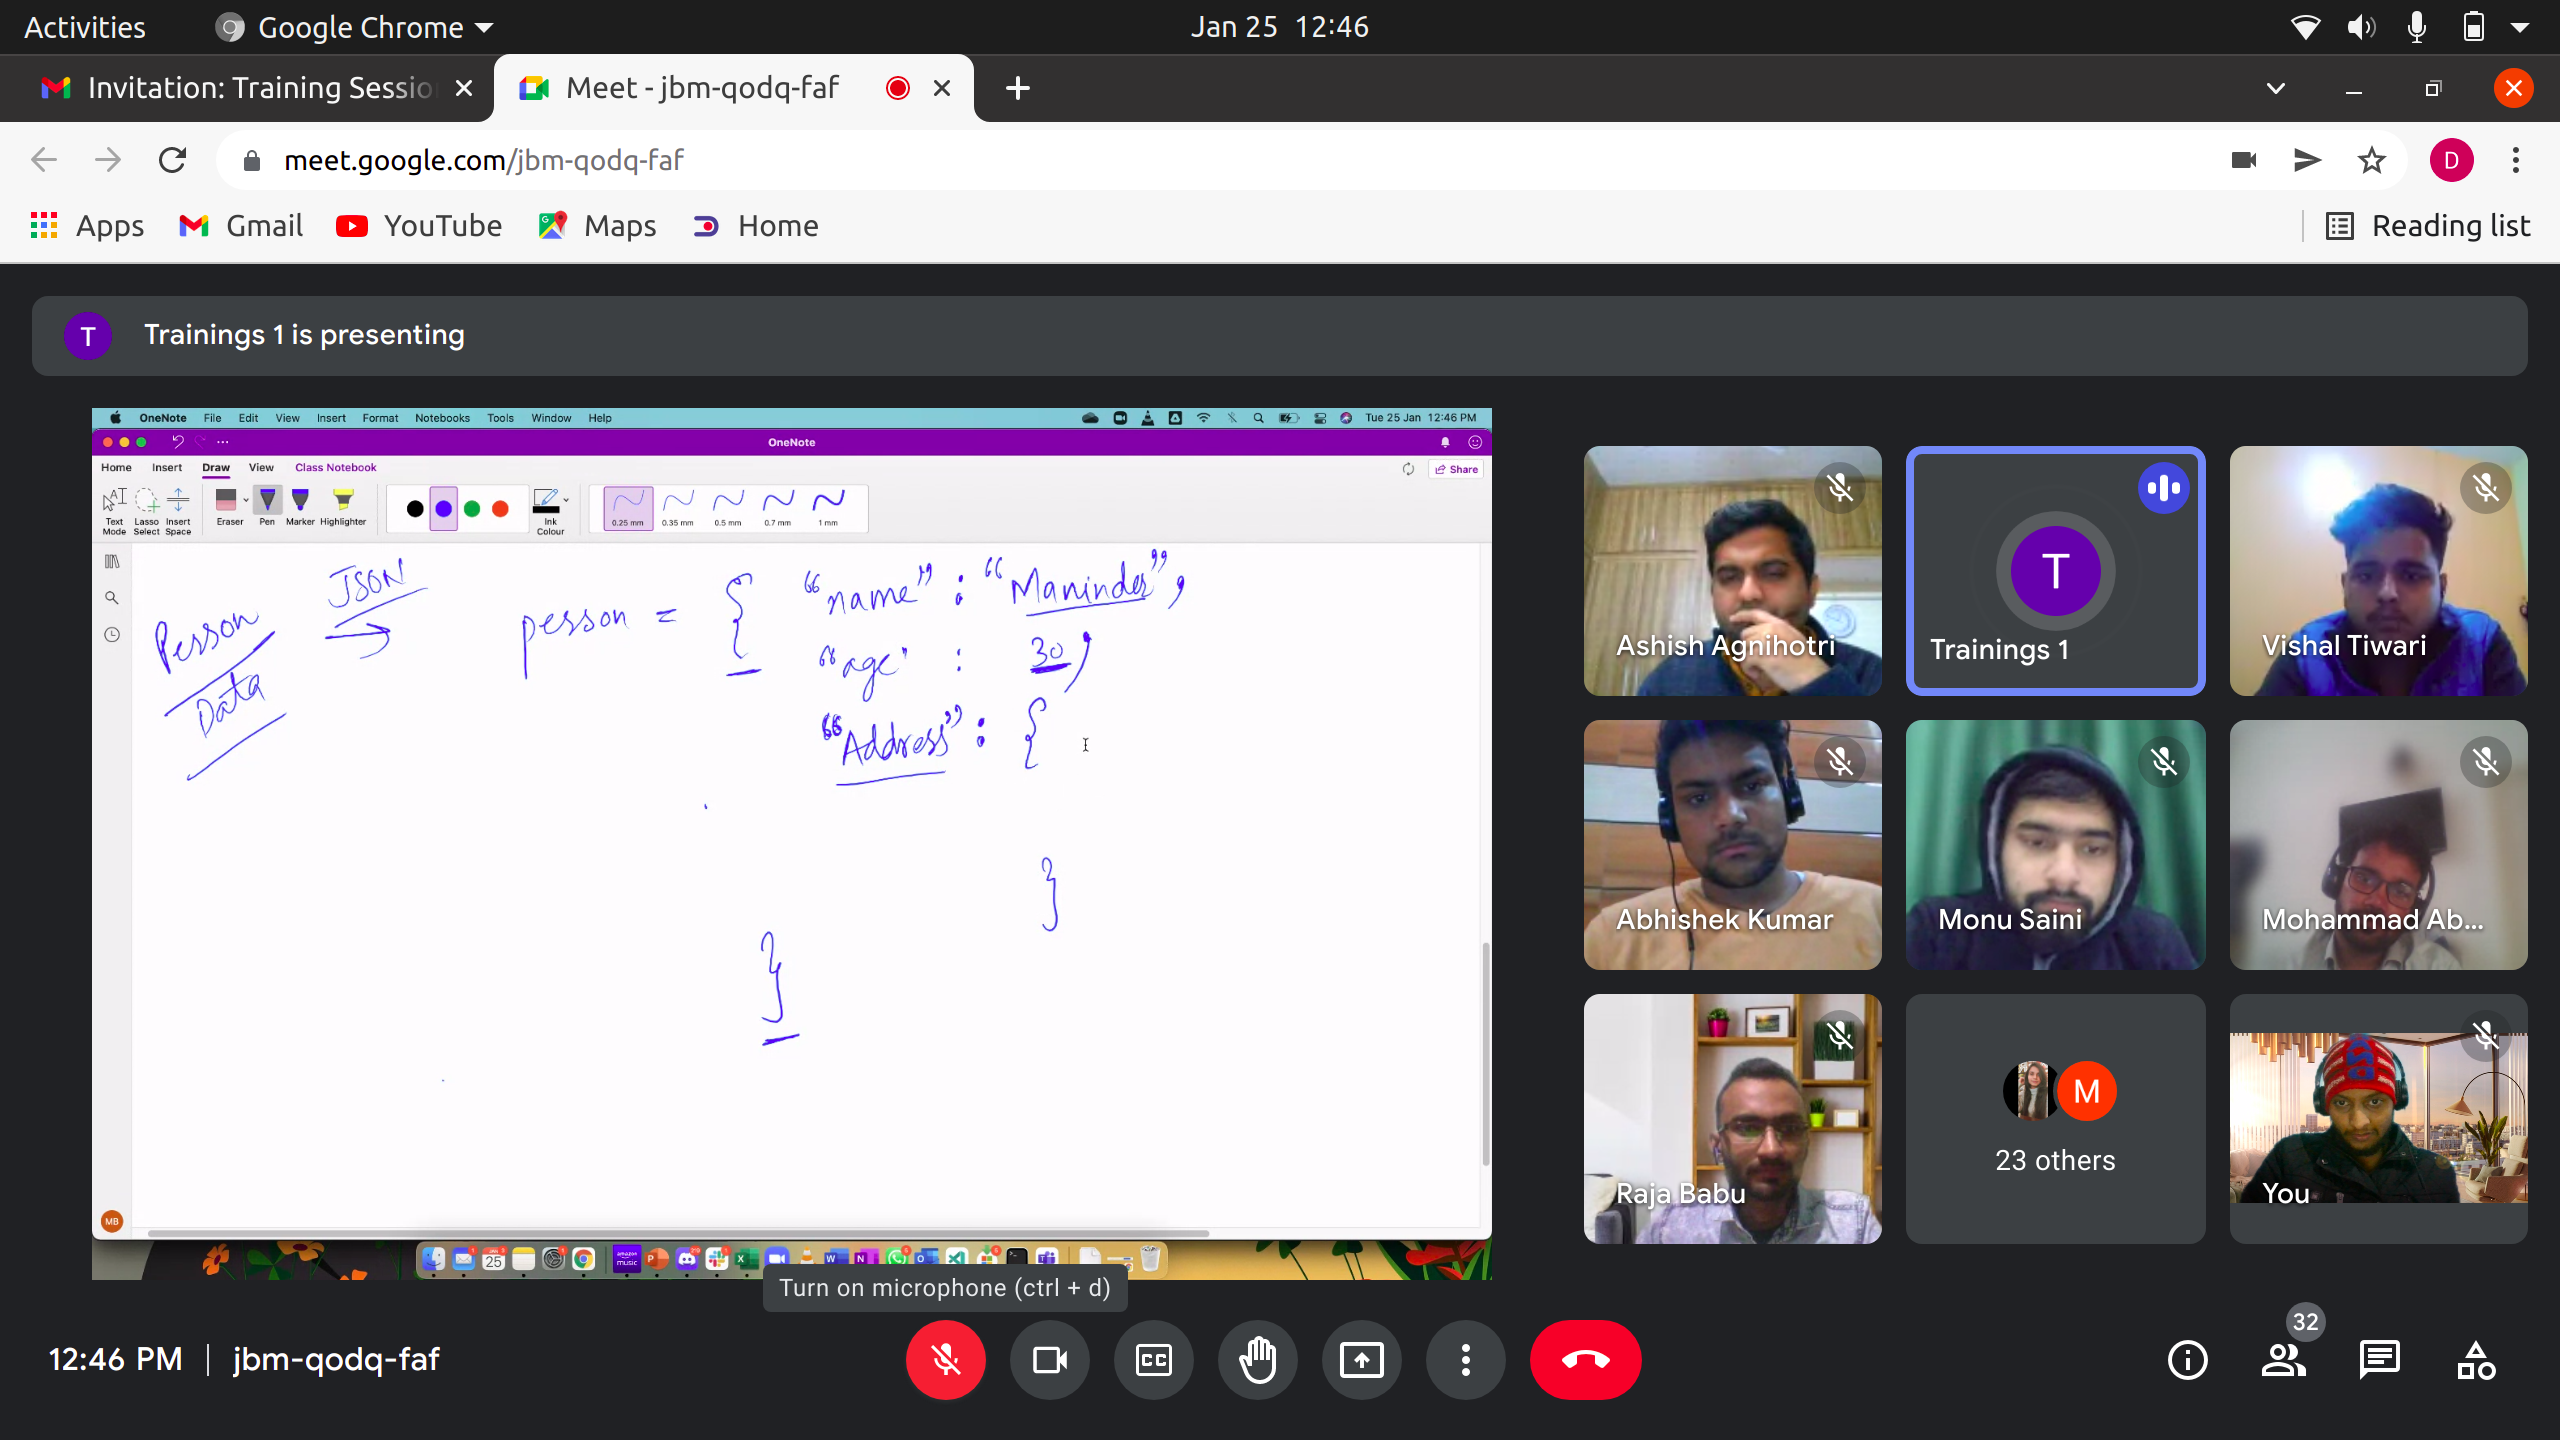 Activities
Google Chrome
Jan 25 12:46
Invitation: Training Sessio
Meet - jbm-qodq-faf
meet.google.com/jbm-qodq-faf
D
Apps
Gmail
YouTube
Maps
Home
Reading list
T
Trainings 1 is presenting
OneNote File Edit View Insert Format Notebooks Tools Window Help
Tue 25 Jan 12:46 PM
OneNote
Home Insert Draw View Class Notebook
Share
Text Mode
Lasso Select
Insert Space
Eraser
Pen
Marker
Highlighter
Ink Colour
0.25 mm
0.35 mm
0.5 mm
0.7 mm
1 mm
Person
Data
JSON
person = { "name" : "Maninder",
"age" : 30,
"Address" : {
}
}
MB
Ashish Agnihotri
T
Trainings 1
Vishal Tiwari
Abhishek Kumar
Monu Saini
Mohammad Ab...
Raja Babu
M
23 others
You
Turn on microphone (ctrl + d)
12:46 PM | jbm-qodq-faf
CC
32